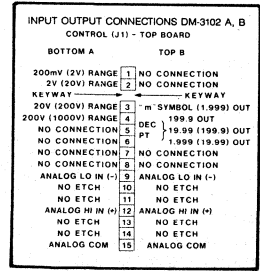 INPUT OUTPUT CONNECTIONS DM-3102 A, B
CONTROL (J1) - TOP BOARD
BOTTOM A TOP B
200mV (2V) RANGE 1 NO CONNECTION
2V (20V) RANGE 2 NO CONNECTION
KEYWAY KEYWAY
20V (200V) RANGE 3 "m" SYMBOL (1.999) OUT
200V (1000V) RANGE 4 199.9 OUT
NO CONNECTION 5 DEC PT 19.99 (199.9) OUT
NO CONNECTION 6 1.999 (19.99) OUT
NO CONNECTION 7 NO CONNECTION
NO CONNECTION 8 NO CONNECTION
ANALOG LO IN (-) 9 ANALOG LO IN (-)
NO ETCH 10 NO ETCH
NO ETCH 11 NO ETCH
ANALOG HI IN (+) 12 ANALOG HI IN (+)
NO ETCH 13 NO ETCH
NO ETCH 14 NO ETCH
ANALOG COM 15 ANALOG COM